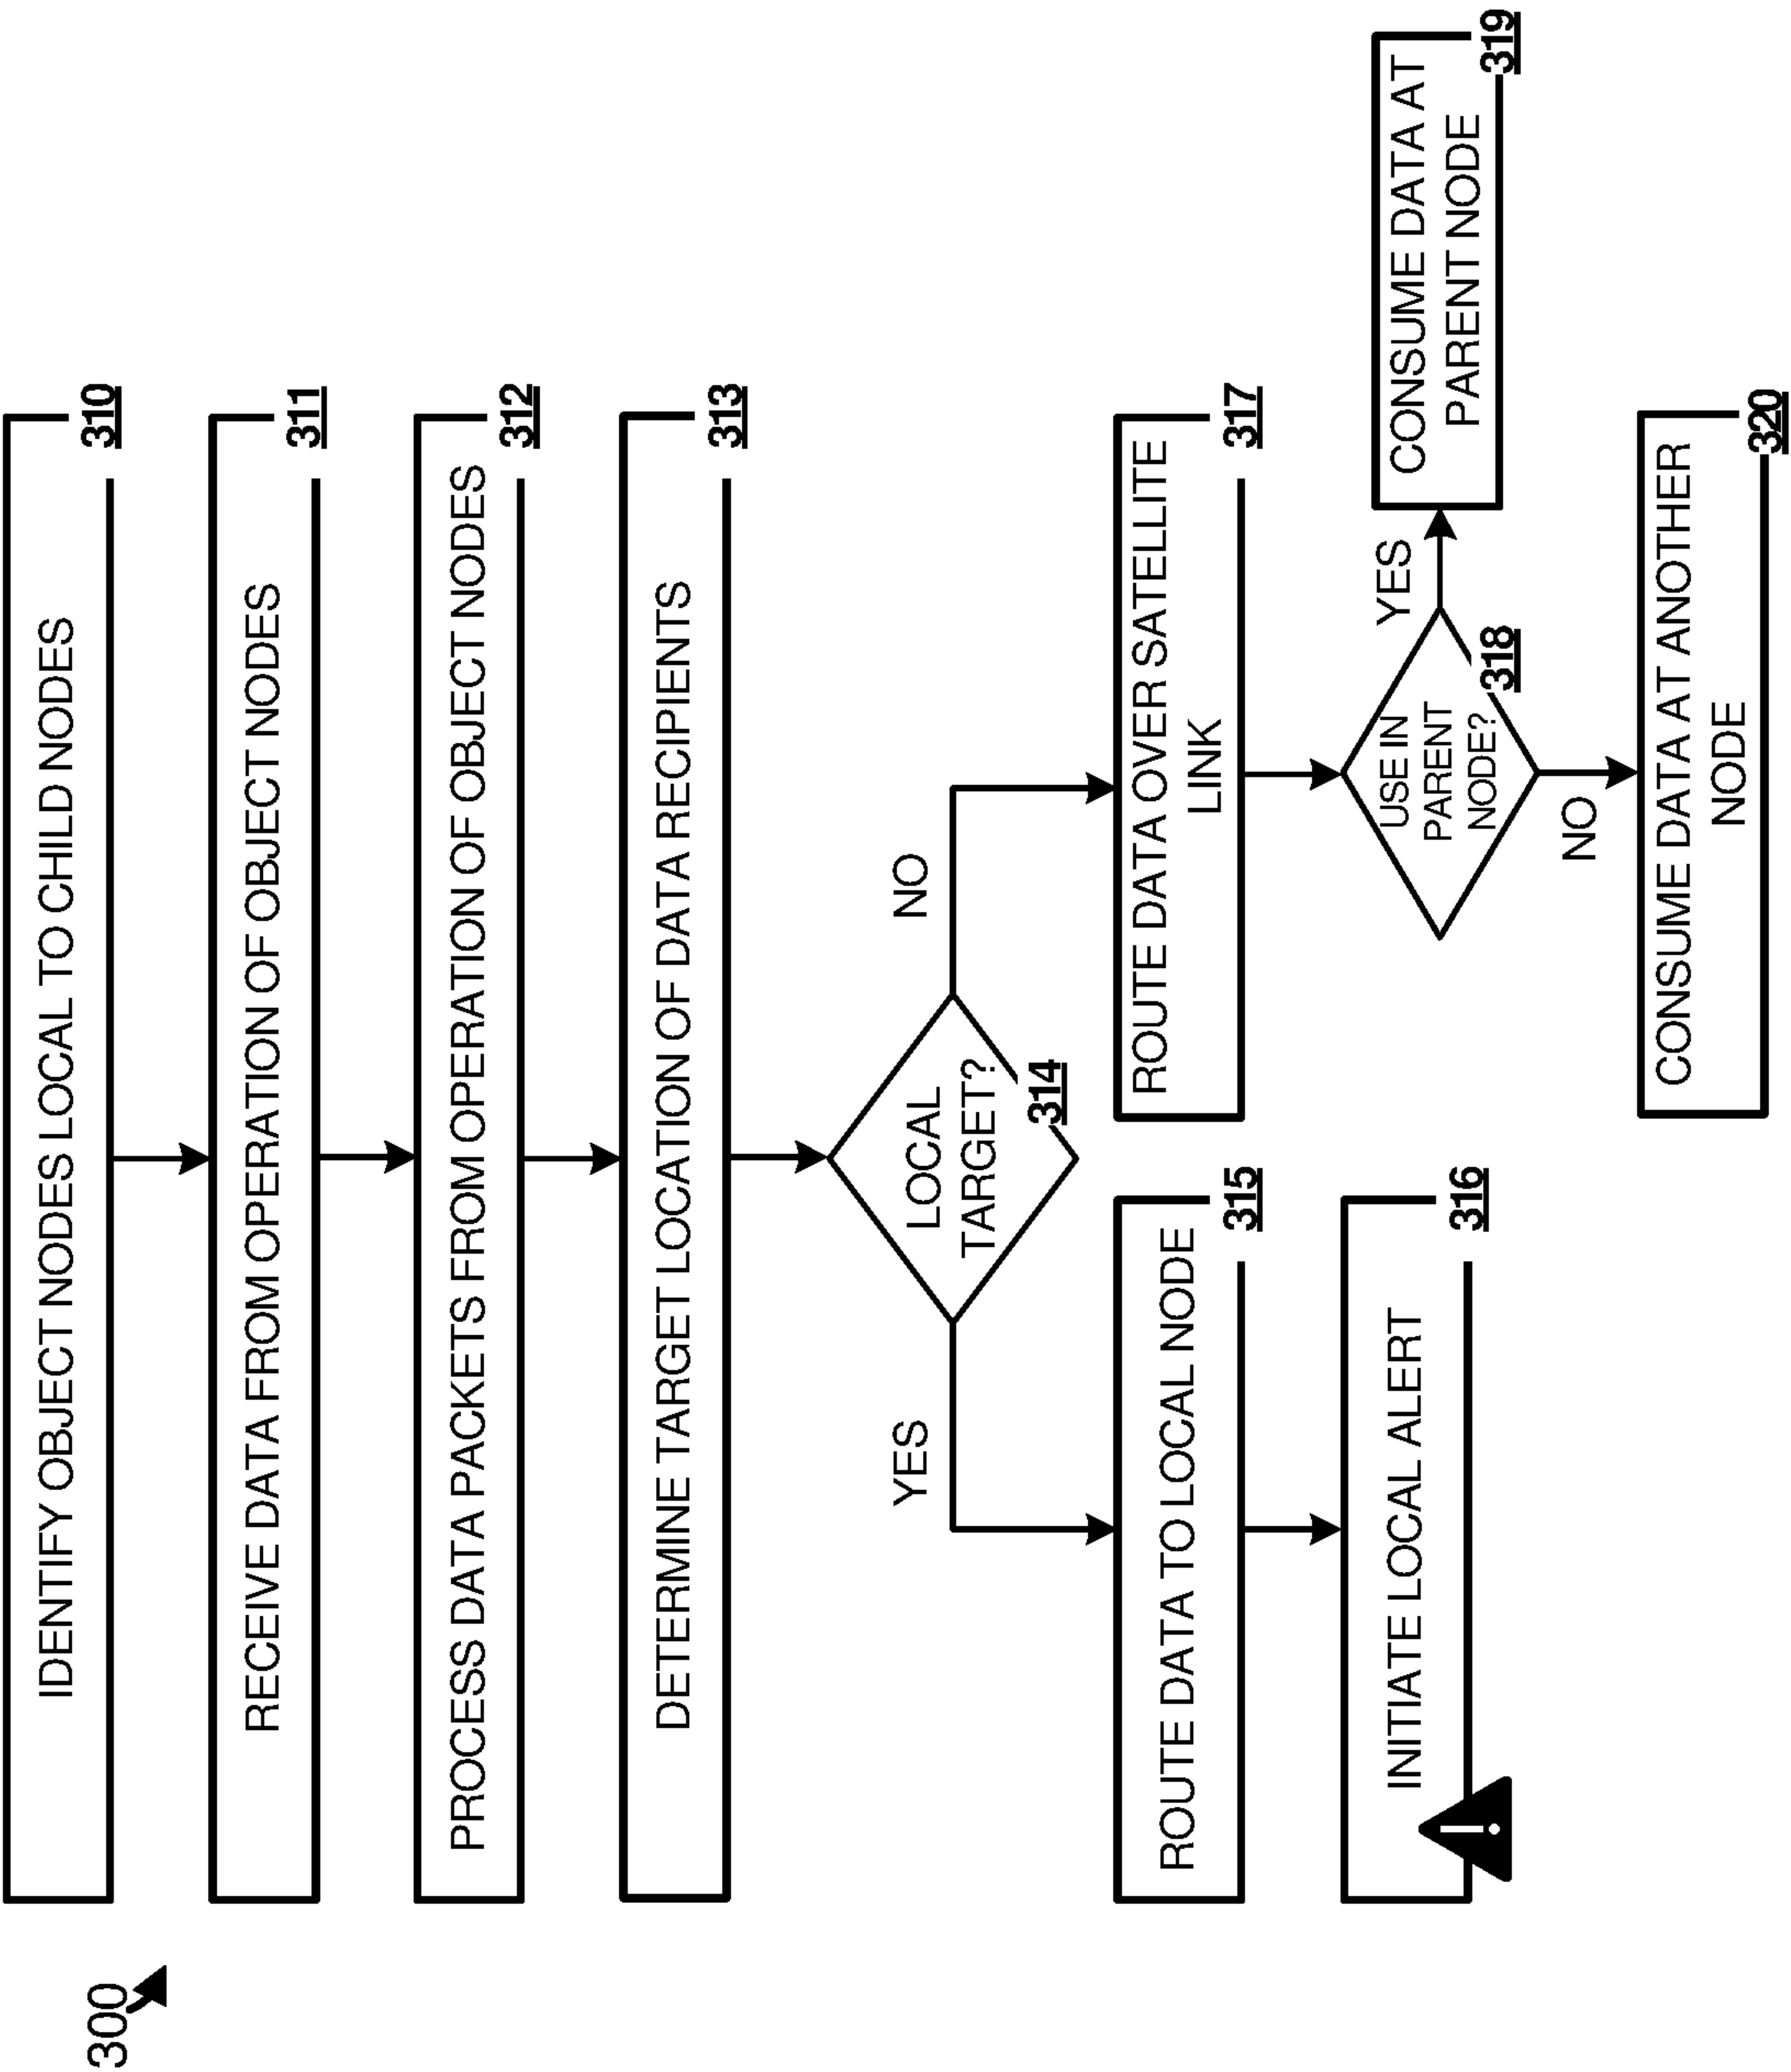 300
IDENTIFY OBJECT NODES LOCAL TO CHILD NODES
310
RECEIVE DATA FROM OPERATION OF OBJECT NODES
311
PROCESS DATA PACKETS FROM OPERATION OF OBJECT NODES
312
DETERMINE TARGET LOCATION OF DATA RECIPIENTS
313
LOCAL
TARGET?
314
YES
NO
ROUTE DATA TO LOCAL NODE
315
INITIATE LOCAL ALERT
316
ROUTE DATA OVER SATELLITE
LINK
317
USE IN
PARENT
NODE?
318
YES
NO
CONSUME DATA AT
PARENT NODE
319
CONSUME DATA AT ANOTHER
NODE
320